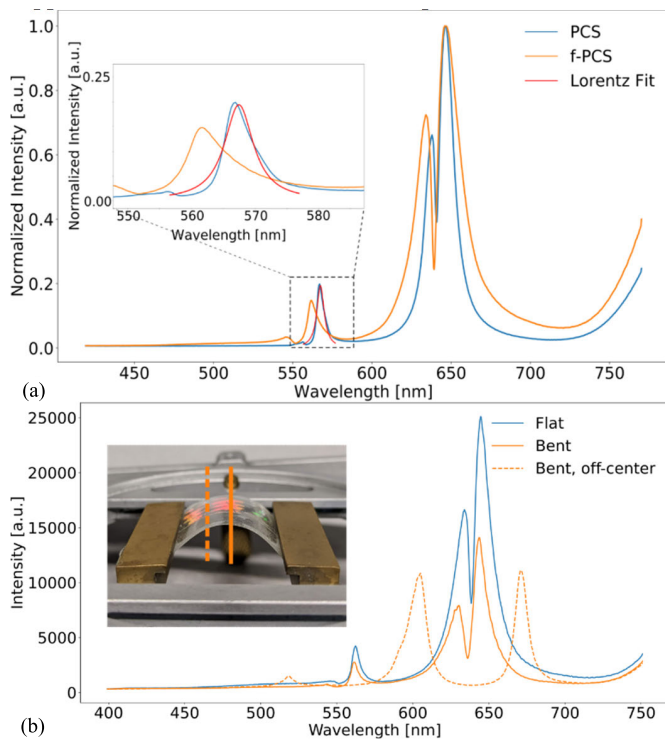 1.0
0.8
0.6
0.4
0.2
0.0
Normalized Intensity [a.u.]
PCS
f-PCS
Lorentz Fit
0.25
0.00
Normalized Intensity [a.u.]
550 560 570 580
Wavelength [nm]
450 500 550 600 650 700 750
Wavelength [nm]
(a)
25000
20000
15000
10000
5000
0
Intensity [a.u.]
Flat
Bent
Bent, off-center
400 450 500 550 600 650 700 750
Wavelength [nm]
(b)